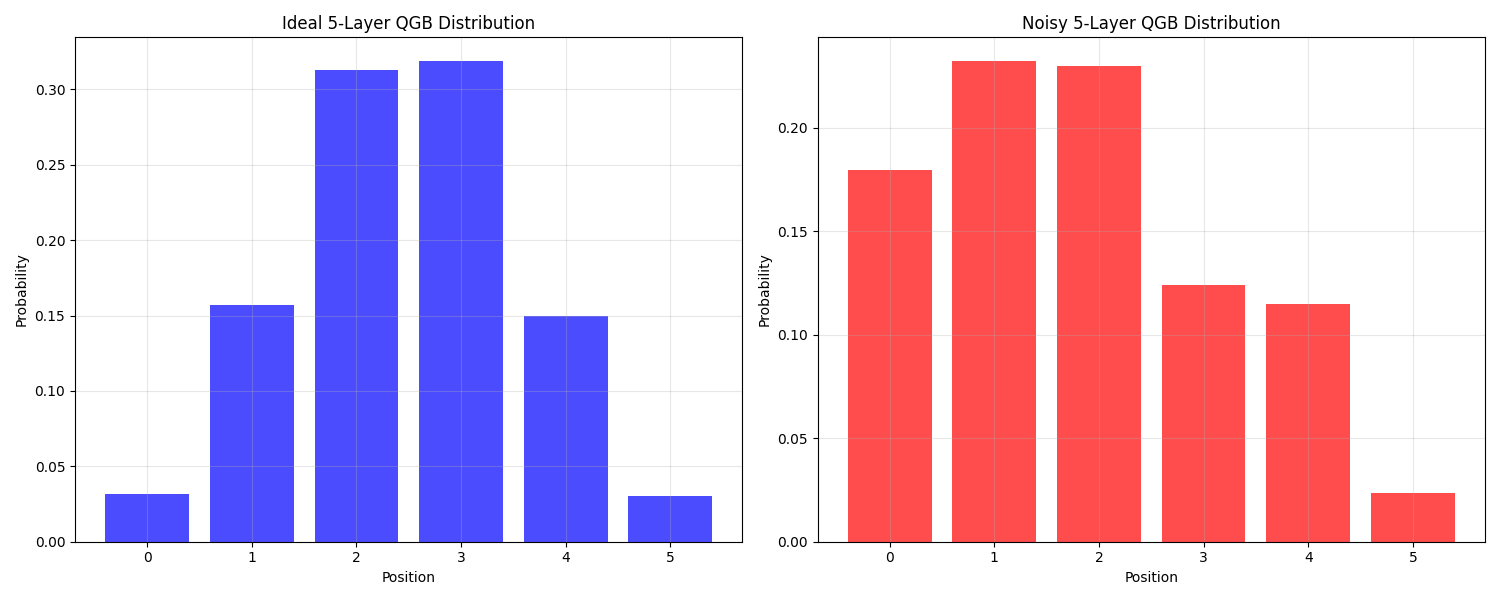 Ideal 5-Layer QGB Distribution
Probability
0.30
0.25
0.20
0.15
0.10
0.05
0.00
0 1 2 3 4 5
Position
Noisy 5-Layer QGB Distribution
Probability
0.20
0.15
0.10
0.05
0.00
0 1 2 3 4 5
Position